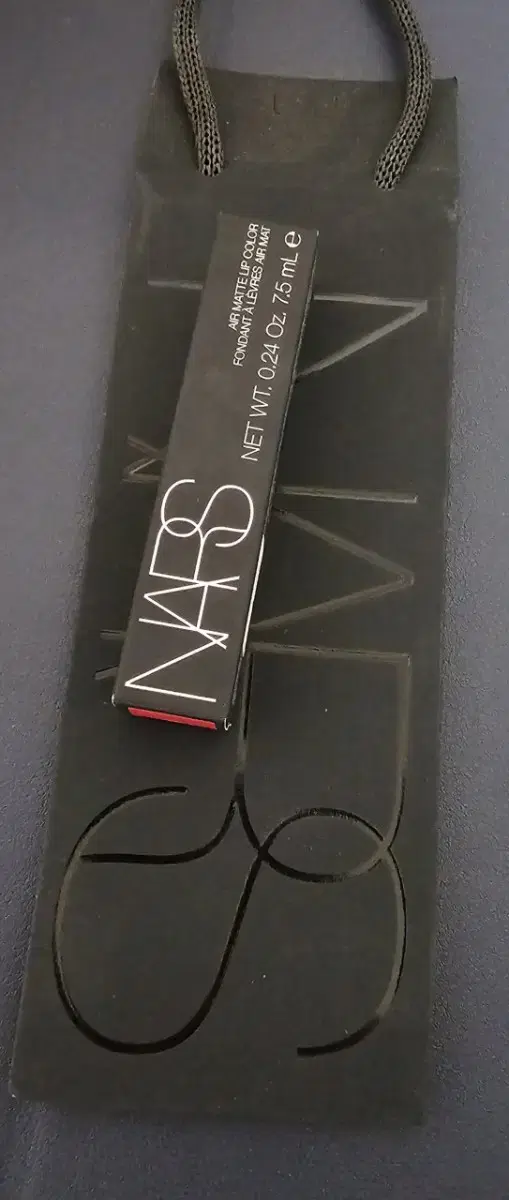 NARS
AIR MATTE LIP COLOR
FONDANT À LÈVRES AIR MAT
NET WT. 0.24 Oz. 7.5 mL e
NARS